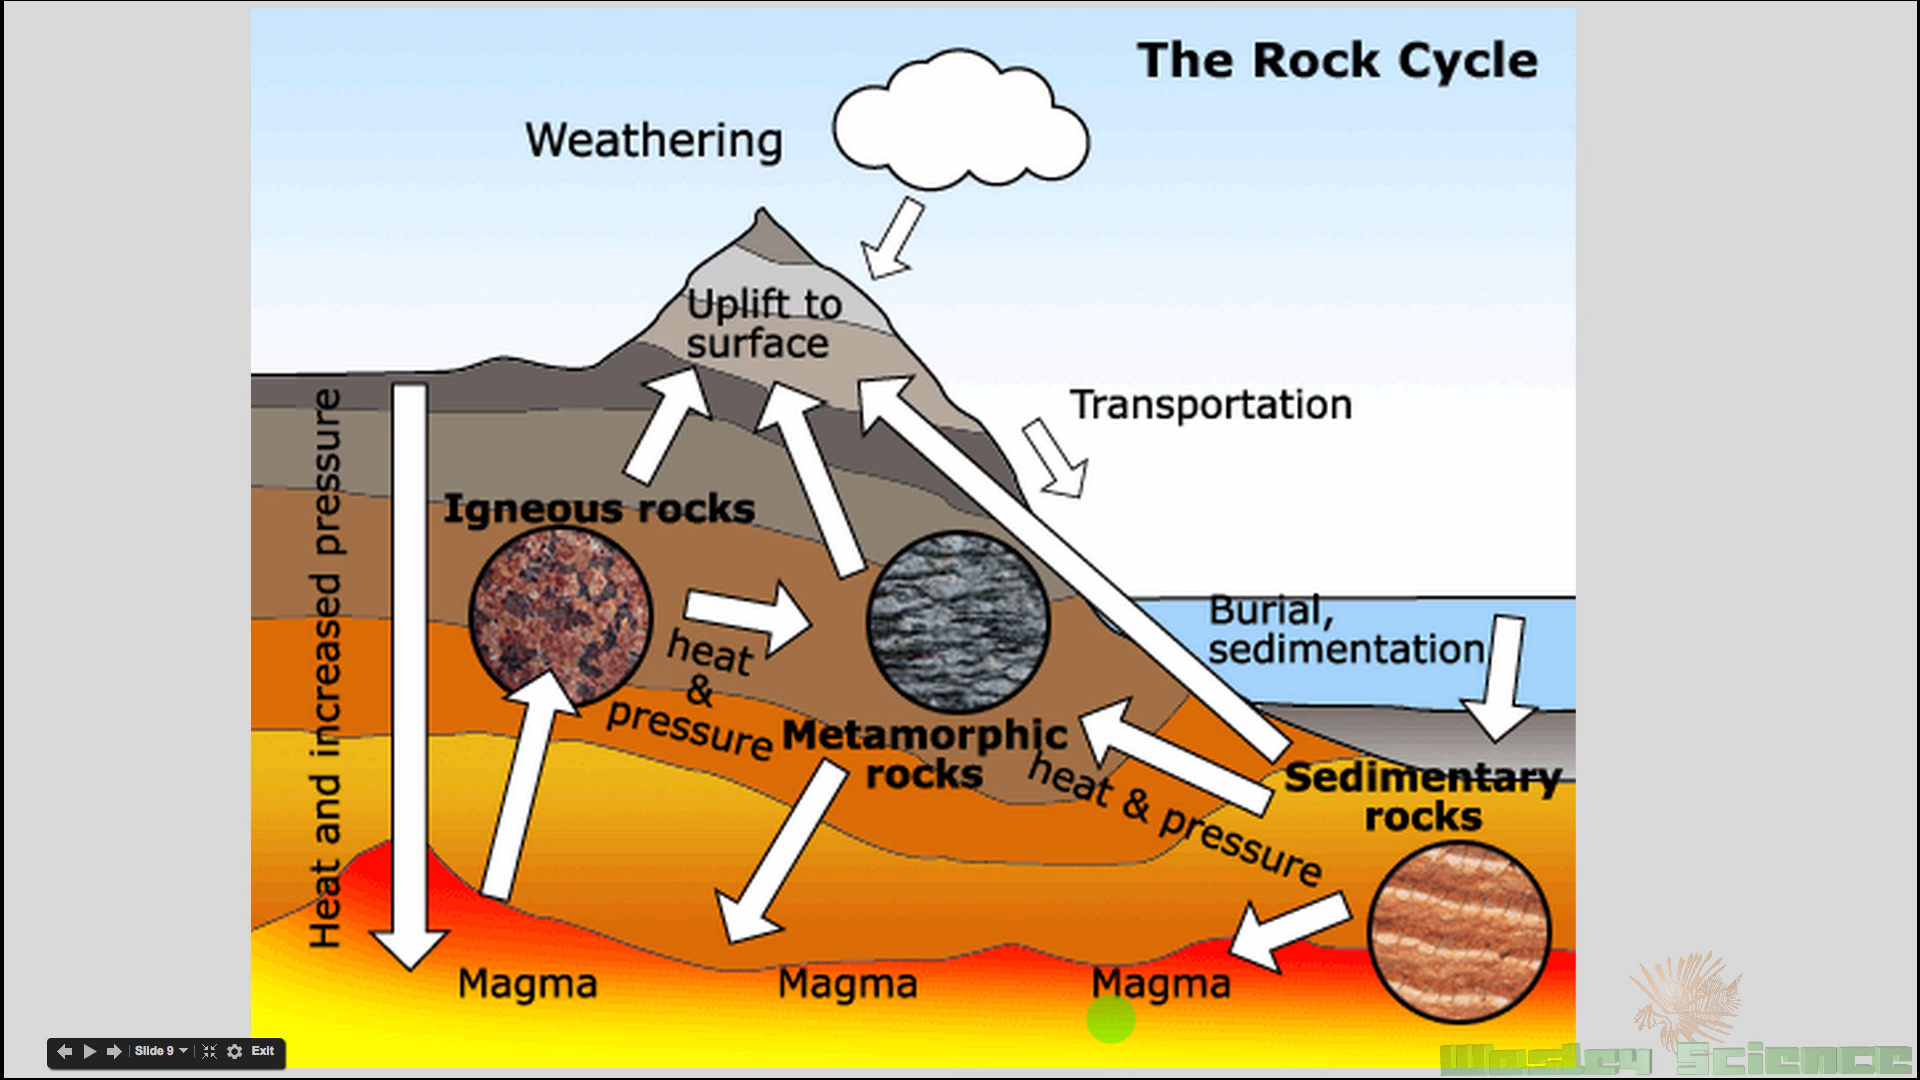 The Rock Cycle
Weathering
Uplift to
surface
Transportation
Heat and increased pressure
Igneous rocks
Burial,
sedimentation
heat
&
pressure
Metamorphic
rocks
heat & pressure
Sedimentary
rocks
Magma
Magma
Magma
Slide 9
Exit
Wosley Science